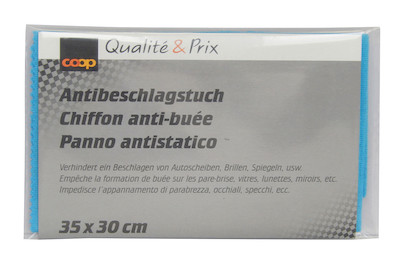 coop
Qualité & Prix
Antibeschlagstuch
Chiffon anti-buée
Panno antistatico
Verhindert ein Beschlagen von Autoscheiben, Brillen, Spiegeln, usw.
Empêche la formation de buée sur les pare-brise, vitres, lunettes, miroirs, etc.
Impedisce l'appannamento di parabrezza, occhiali, specchi, ecc.
35 x 30 cm